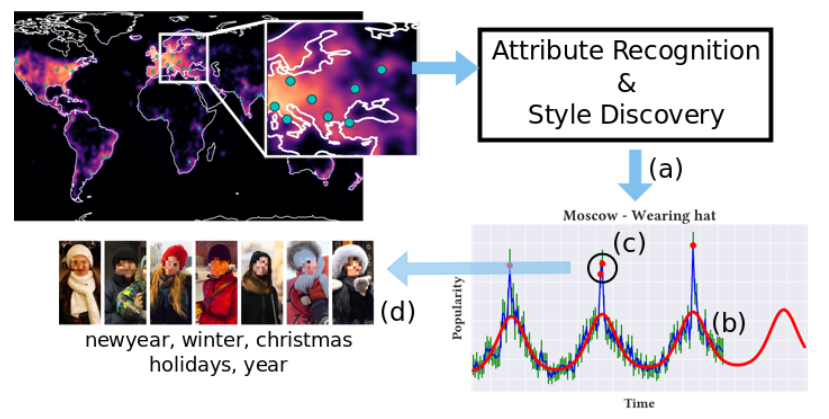 Attribute Recognition
&
Style Discovery
(a)
Moscow - Wearing hat
(c)
(b)
Popularity
Time
(d)
newyear, winter, christmas
holidays, year